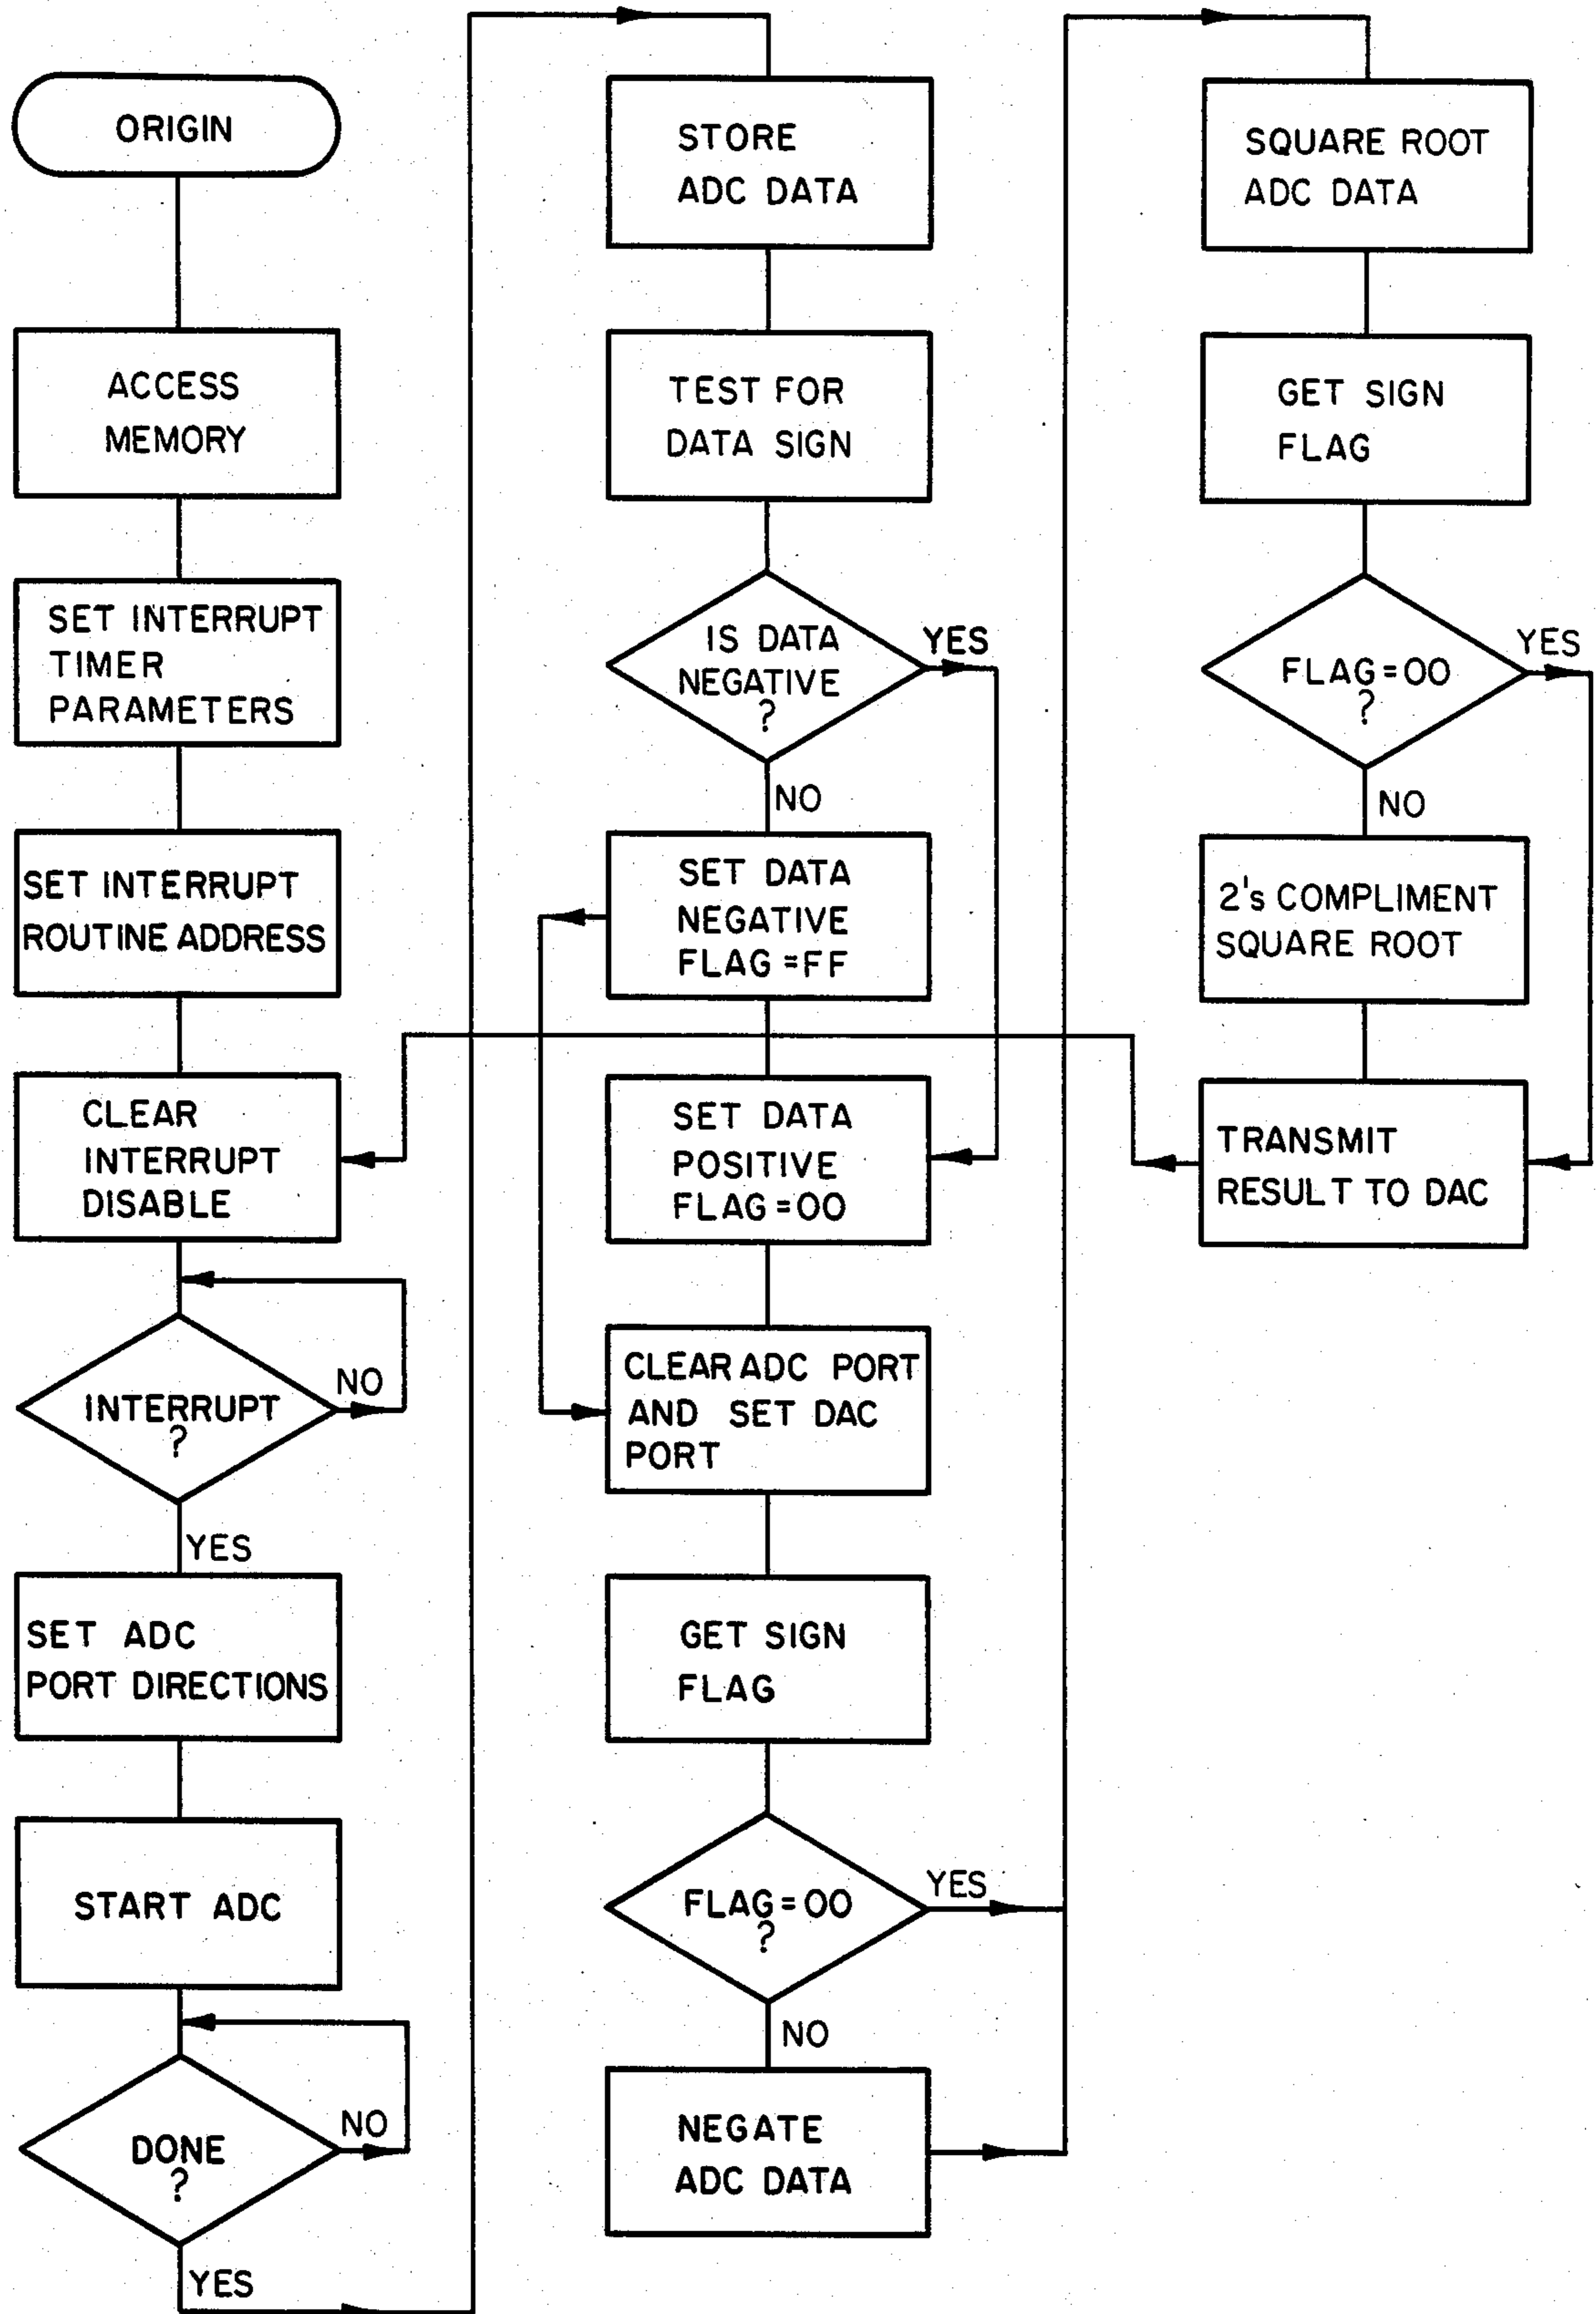 ORIGIN
ACCESS
MEMORY
SET INTERRUPT
TIMER
PARAMETERS
SET INTERRUPT
ROUTINE ADDRESS
CLEAR
INTERRUPT
DISABLE
INTERRUPT
?
NO
YES
SET ADC
PORT DIRECTIONS
START ADC
DONE
?
NO
YES
STORE
ADC DATA
TEST FOR
DATA SIGN
IS DATA
NEGATIVE
?
YES
NO
SET DATA
NEGATIVE
FLAG=FF
SET DATA
POSITIVE
FLAG=00
CLEAR ADC PORT
AND SET DAC
PORT
GET SIGN
FLAG
FLAG=00
?
YES
NO
NEGATE
ADC DATA
SQUARE ROOT
ADC DATA
GET SIGN
FLAG
FLAG=00
?
YES
NO
2's COMPLIMENT
SQUARE ROOT
TRANSMIT
RESULT TO DAC